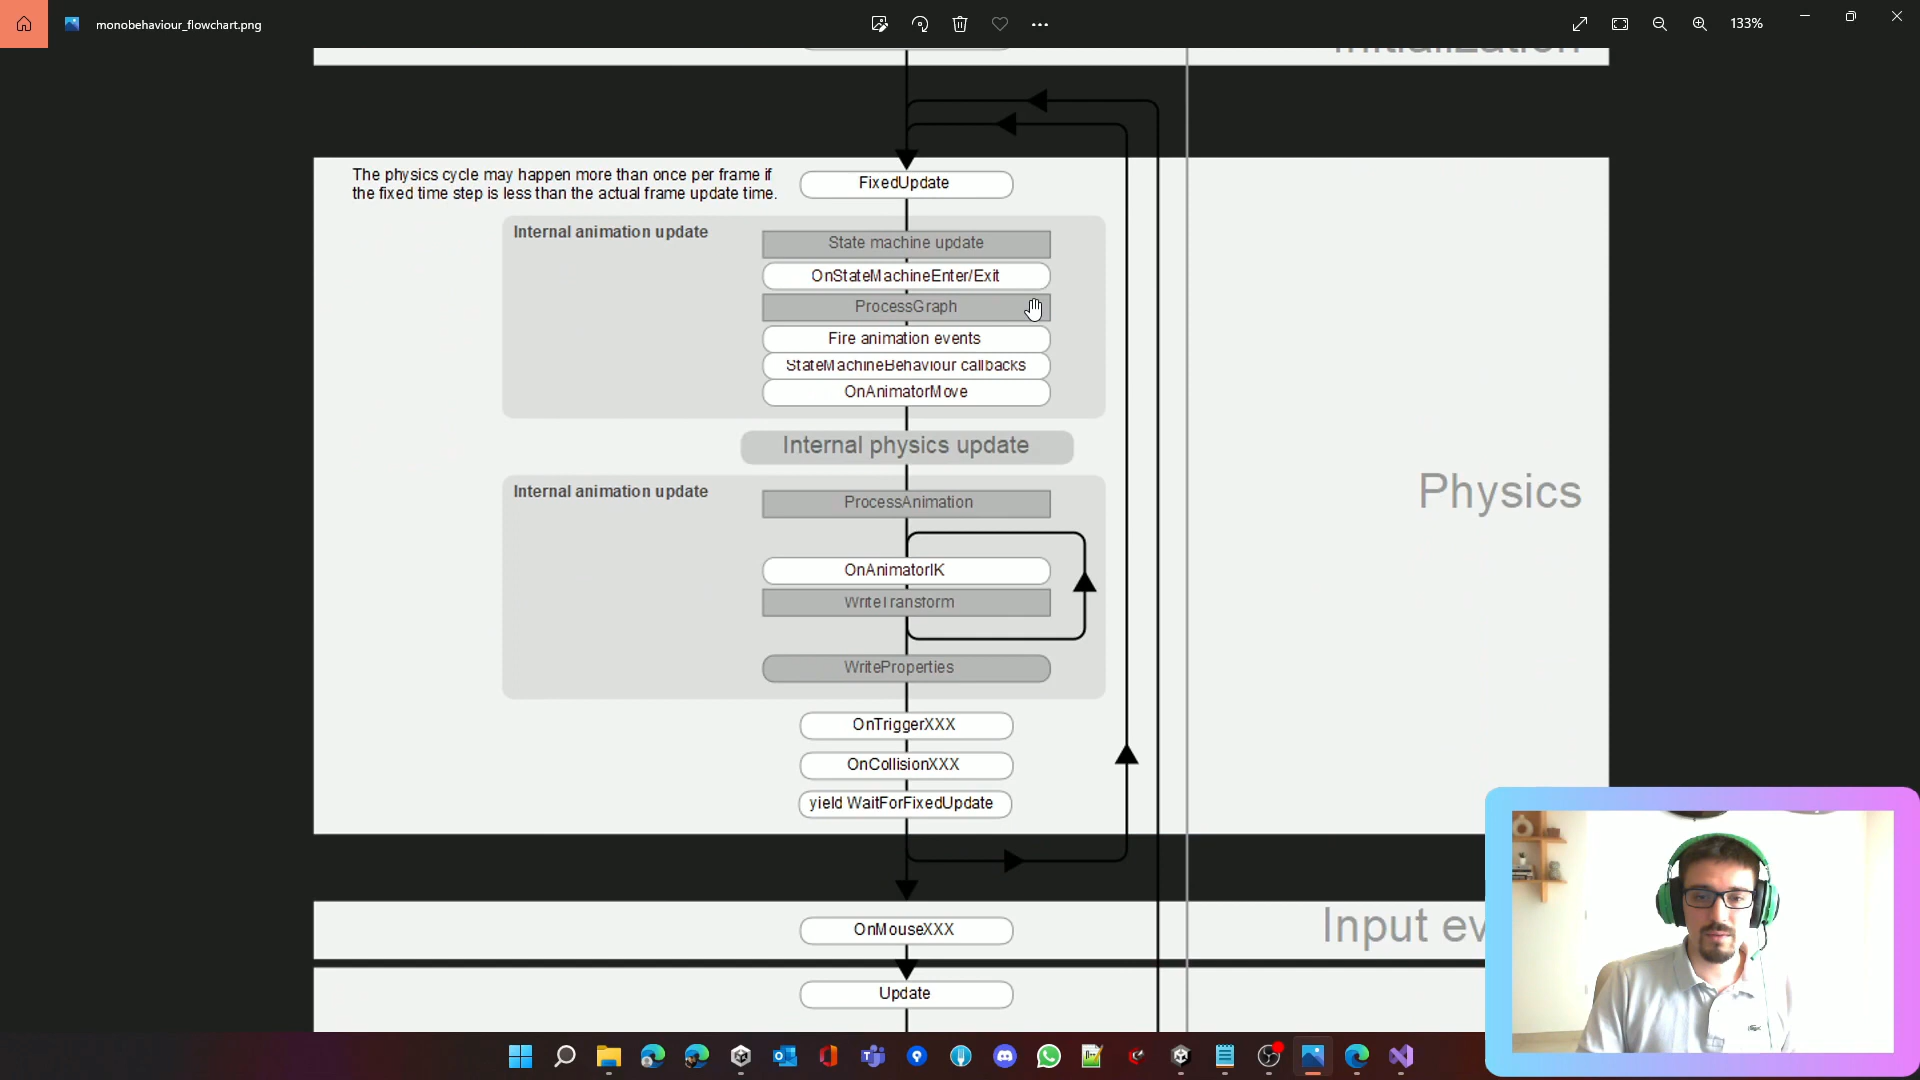 monobehaviour_flowchart.png
133%
Initialization
The physics cycle may happen more than once per frame if
the fixed time step is less than the actual frame update time.
FixedUpdate
Internal animation update
State machine update
OnStateMachineEnter/Exit
ProcessGraph
Fire animation events
StateMachineBehaviour callbacks
OnAnimatorMove
Internal physics update
Physics
Internal animation update
ProcessAnimation
OnAnimatorIK
WriteTransform
WriteProperties
OnTriggerXXX
OnCollisionXXX
yield WaitForFixedUpdate
OnMouseXXX
Input ev
Update